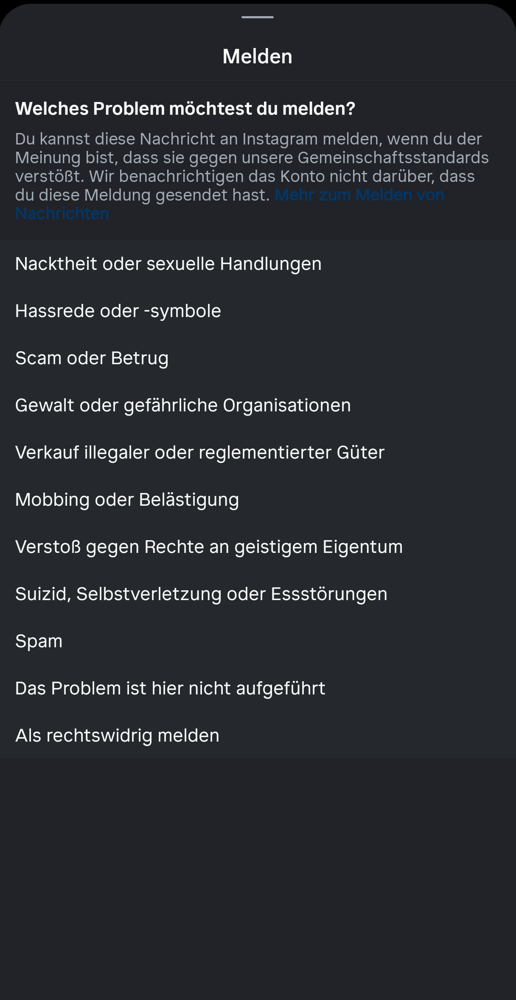 Melden
Welches Problem möchtest du melden?
Du kannst diese Nachricht an Instagram melden, wenn du der
Meinung bist, dass sie gegen unsere Gemeinschaftsstandards
verstößt. Wir benachrichtigen das Konto nicht darüber, dass
du diese Meldung gesendet hast. Mehr zum Melden von
Nachrichten
Nacktheit oder sexuelle Handlungen
Hassrede oder -symbole
Scam oder Betrug
Gewalt oder gefährliche Organisationen
Verkauf illegaler oder reglementierter Güter
Mobbing oder Belästigung
Verstoß gegen Rechte an geistigem Eigentum
Suizid, Selbstverletzung oder Essstörungen
Spam
Das Problem ist hier nicht aufgeführt
Als rechtswidrig melden